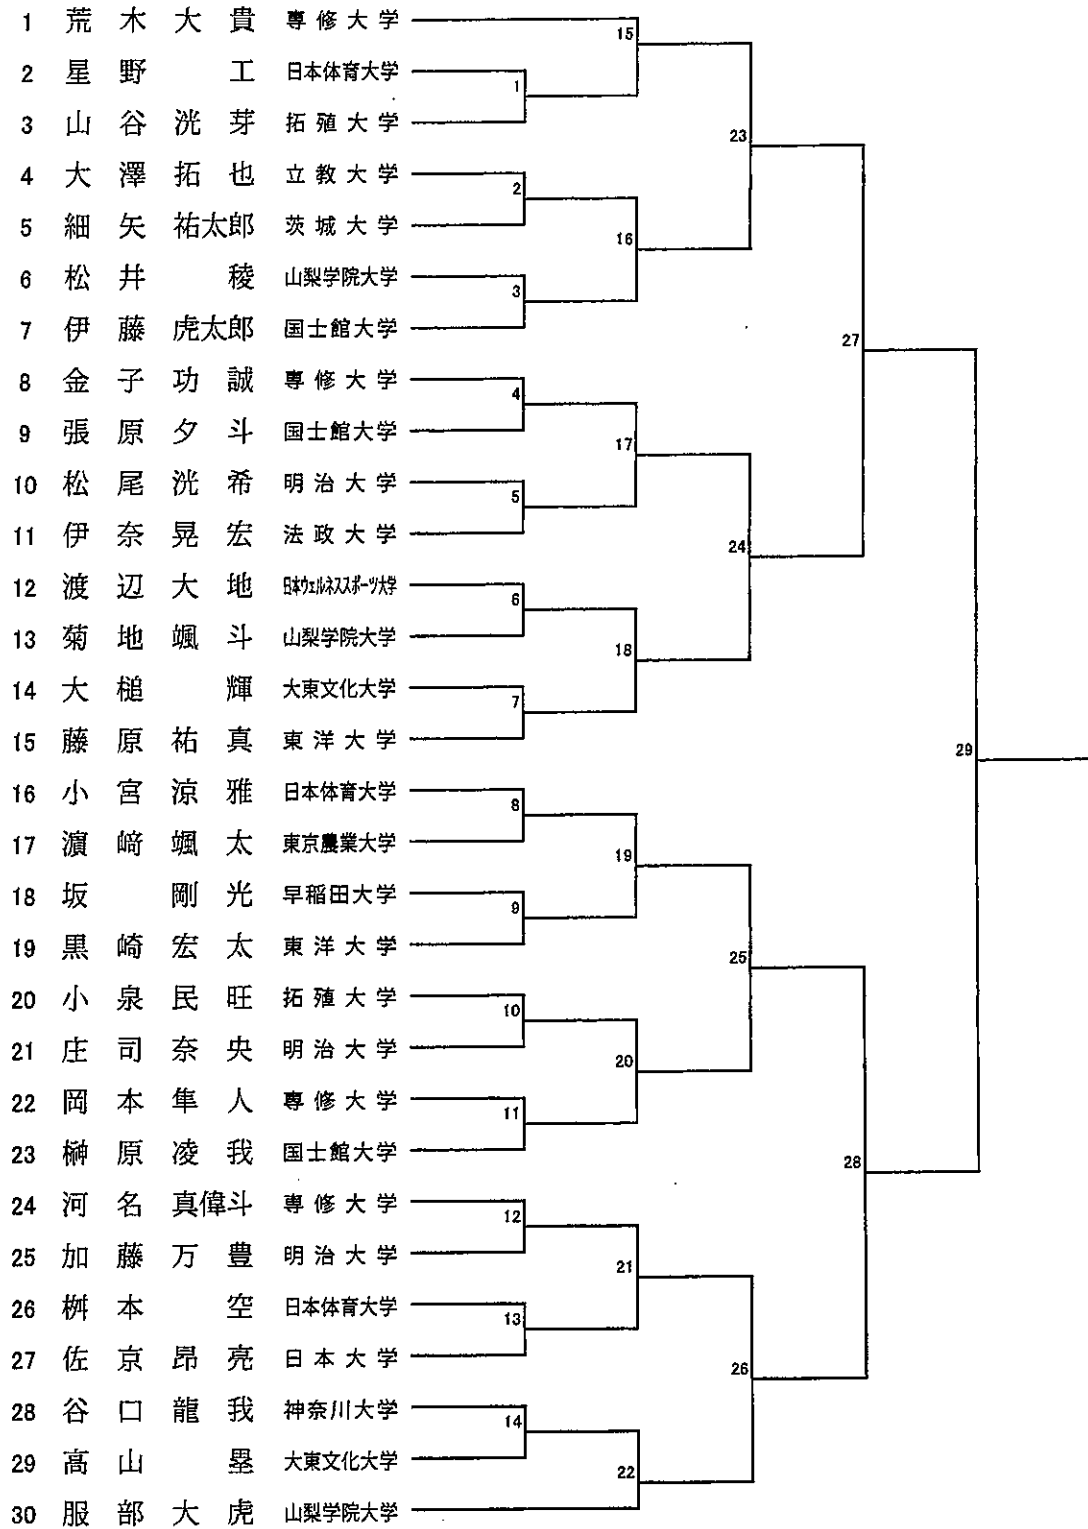 1 荒木大貴 専修大学
2 星野工 日本体育大学
3 山谷洸芽 拓殖大学
4 大澤拓也 立教大学
5 細矢祐太郎 茨城大学
6 松井稜 山梨学院大学
7 伊藤虎太郎 国士館大学
8 金子功誠 専修大学
9 張原夕斗 国士館大学
10 松尾洸希 明治大学
11 伊奈晃宏 法政大学
12 渡辺大地 日本ウェルネススポーツ大学
13 菊地颯斗 山梨学院大学
14 大槌輝 大東文化大学
15 藤原祐真 東洋大学
16 小宮涼雅 日本体育大学
17 濵﨑颯太 東京農業大学
18 坂剛光 早稲田大学
19 黒崎宏太 東洋大学
20 小泉民旺 拓殖大学
21 庄司奈央 明治大学
22 岡本隼人 専修大学
23 榊原凌我 国士館大学
24 河名真偉斗 専修大学
25 加藤万豊 明治大学
26 桝本空 日本体育大学
27 佐京昂亮 日本大学
28 谷口龍我 神奈川大学
29 髙山塁 大東文化大学
30 服部大虎 山梨学院大学
1
2
3
4
5
6
7
8
9
10
11
12
13
14
15
16
17
18
19
20
21
22
23
24
25
26
27
28
29